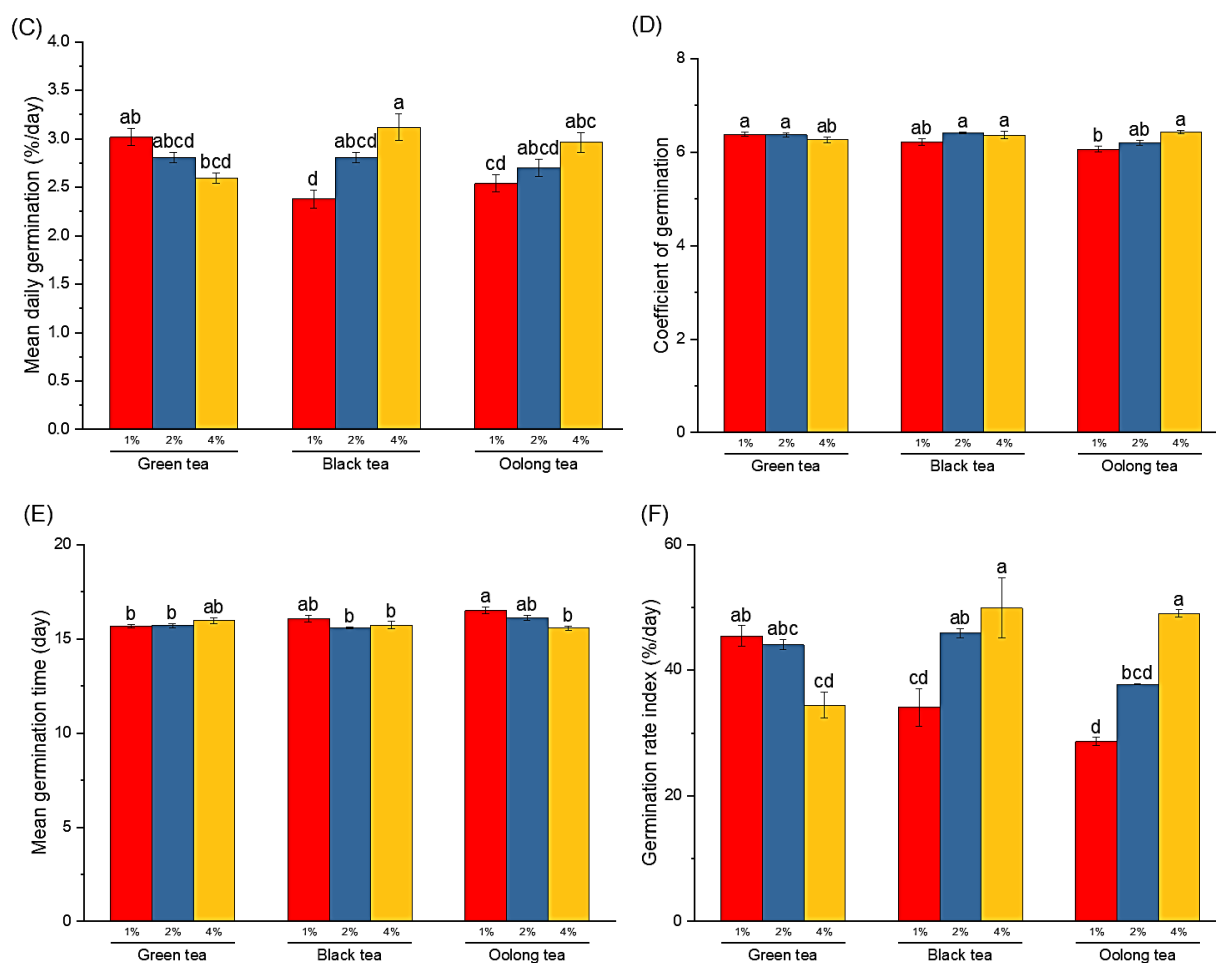 (C)
Mean daily germination (%/day)
4.0
3.5
3.0
2.5
2.0
1.5
1.0
0.5
0.0
ab
abcd
bcd
d
abcd
a
cd
abcd
abc
1% 2% 4% 1% 2% 4% 1% 2% 4%
Green tea Black tea Oolong tea
(D)
Coefficient of germination
8
6
4
2
0
a
a
ab
ab
a
a
b
ab
a
1% 2% 4% 1% 2% 4% 1% 2% 4%
Green tea Black tea Oolong tea
(E)
Mean germination time (day)
20
15
10
5
0
b
b
ab
ab
b
b
a
ab
b
1% 2% 4% 1% 2% 4% 1% 2% 4%
Green tea Black tea Oolong tea
(F)
Germination rate index (%/day)
60
40
20
0
ab
abc
cd
cd
ab
a
d
bcd
a
1% 2% 4% 1% 2% 4% 1% 2% 4%
Green tea Black tea Oolong tea